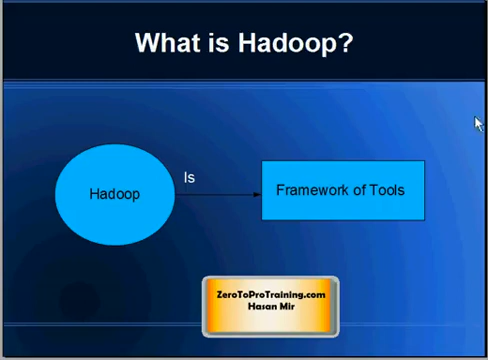 What is Hadoop?
Is
Hadoop
Framework of Tools
ZeroToProTraining.com
Hasan Mir